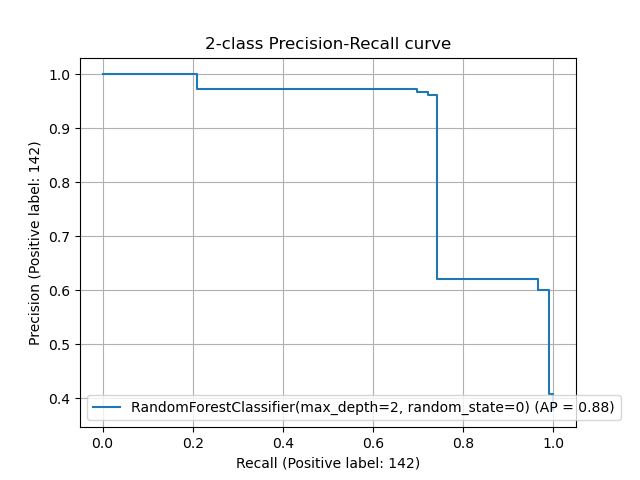 2-class Precision-Recall curve
Precision (Positive label: 142)
1.0
0.9
0.8
0.7
0.6
0.5
0.4
RandomForestClassifier(max_depth=2, random_state=0) (AP = 0.88)
0.0 0.2 0.4 0.6 0.8 1.0
Recall (Positive label: 142)